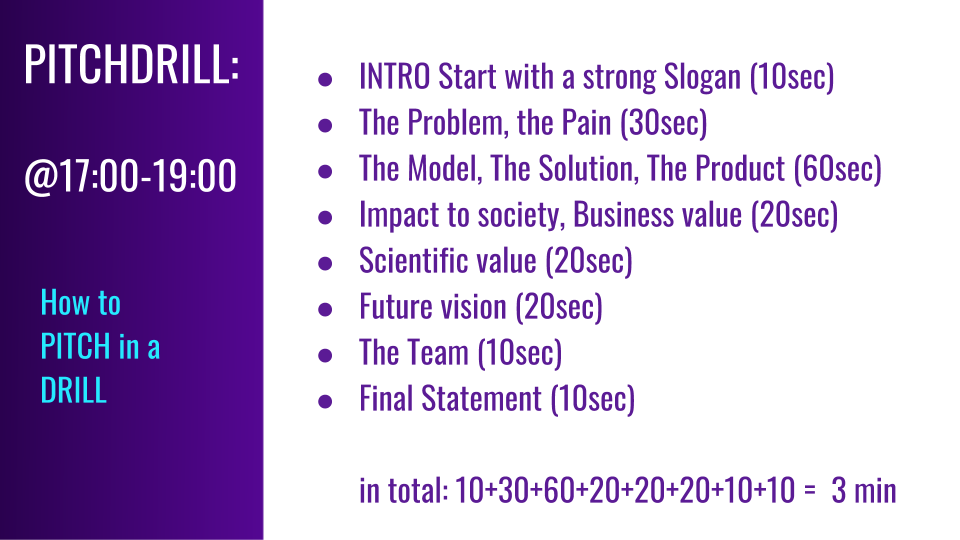 PITCHDRILL:
@17:00-19:00
How to
PITCH in a
DRILL
● INTRO Start with a strong Slogan (10sec)
● The Problem, the Pain (30sec)
● The Model, The Solution, The Product (60sec)
● Impact to society, Business value (20sec)
● Scientific value (20sec)
● Future vision (20sec)
● The Team (10sec)
● Final Statement (10sec)
in total: 10+30+60+20+20+20+10+10 = 3 min